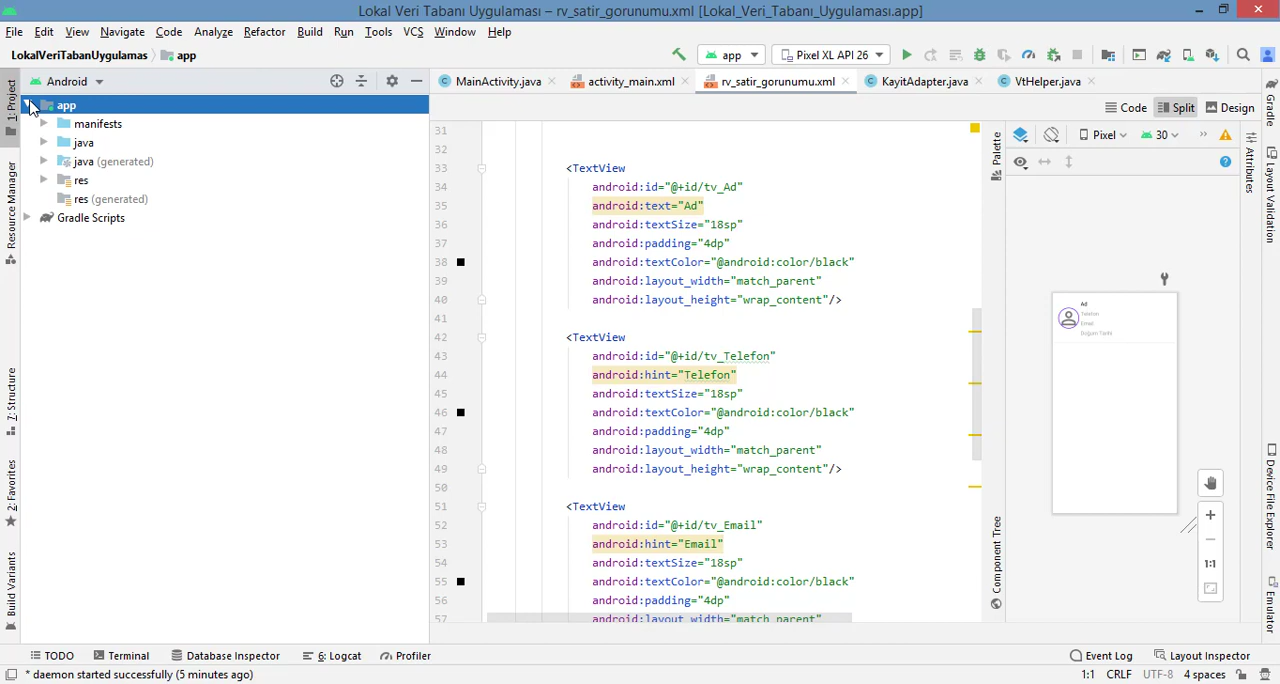 Lokal Veri Tabanı Uygulaması – rv_satir_gorunumu.xml [Lokal_Veri_Tabanı_Uygulaması.app]
File Edit View Navigate Code Analyze Refactor Build Run Tools VCS Window Help
LokalVeriTabanUygulamas app
app Pixel XL API 26
Android
MainActivity.java activity_main.xml rv_satir_gorunumu.xml KayitAdapter.java VtHelper.java
Code Split Design
app
manifests
java
java (generated)
res
res (generated)
Gradle Scripts
1: Project
Resource Manager
Z: Structure
2: Favorites
Build Variants
31
32
33 <TextView
34 android:id="@+id/tv_Ad"
35 android:text="Ad"
36 android:textSize="18sp"
37 android:padding="4dp"
38 android:textColor="@android:color/black"
39 android:layout_width="match_parent"
40 android:layout_height="wrap_content"/>
41
42 <TextView
43 android:id="@+id/tv_Telefon"
44 android:hint="Telefon"
45 android:textSize="18sp"
46 android:textColor="@android:color/black"
47 android:padding="4dp"
48 android:layout_width="match_parent"
49 android:layout_height="wrap_content"/>
50
51 <TextView
52 android:id="@+id/tv_Email"
53 android:hint="Email"
54 android:textSize="18sp"
55 android:textColor="@android:color/black"
56 android:padding="4dp"
57 android:layout_width="match_parent"
Palette
Component Tree
Pixel 30 »
Ad
Telefon
Email
Doğum Tarihi
1:1
Attributes
Gradle
Layout Validation
Device File Explorer
Emulator
TODO Terminal Database Inspector 6: Logcat Profiler Event Log Layout Inspector
* daemon started successfully (5 minutes ago) 1:1 CRLF UTF-8 4 spaces